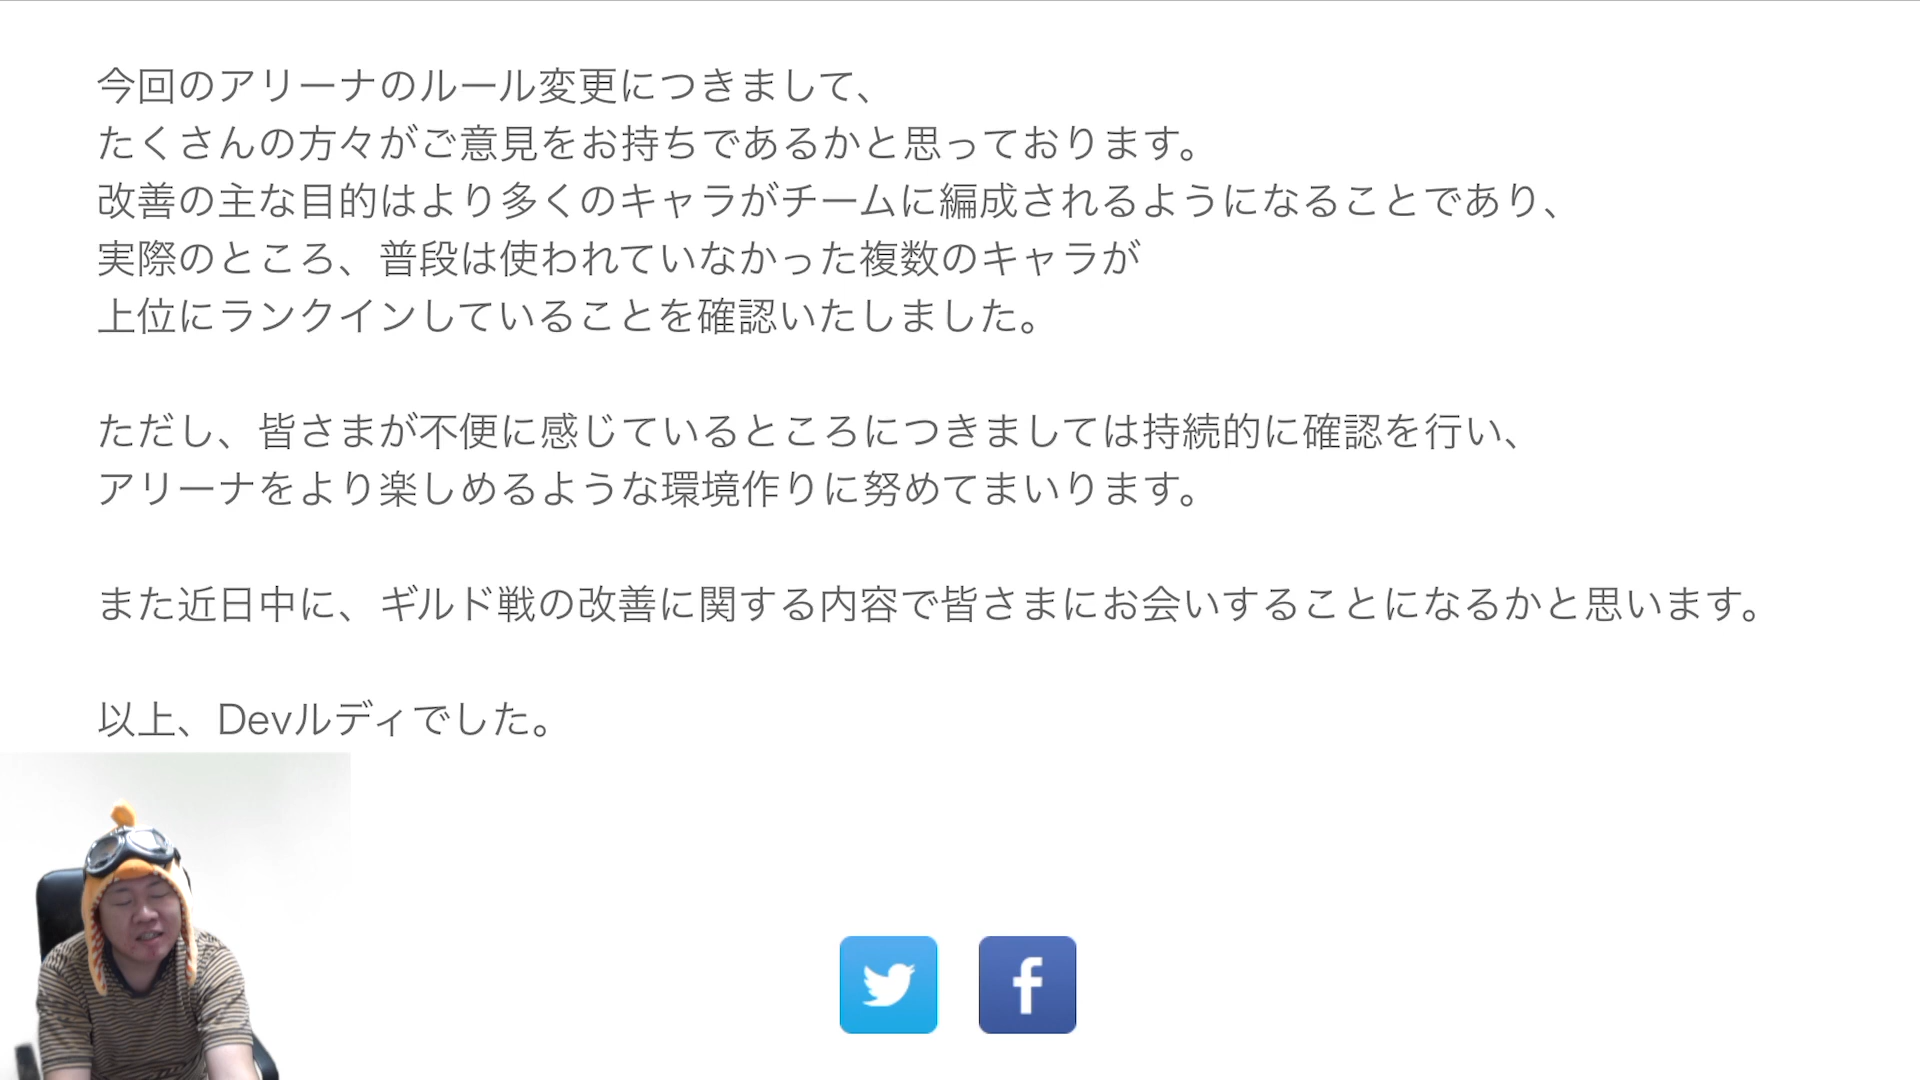 今回のアリーナのルール変更につきまして、
たくさんの方々がご意見をお持ちであるかと思っております。
改善の主な目的はより多くのキャラがチームに編成されるようになることであり、
実際のところ、普段は使われていなかった複数のキャラが
上位にランクインしていることを確認いたしました。
ただし、皆さまが不便に感じているところにつきましては持続的に確認を行い、
アリーナをより楽しめるような環境作りに努めてまいります。
また近日中に、ギルド戦の改善に関する内容で皆さまにお会いすることになるかと思います。
以上、Devルディでした。
f